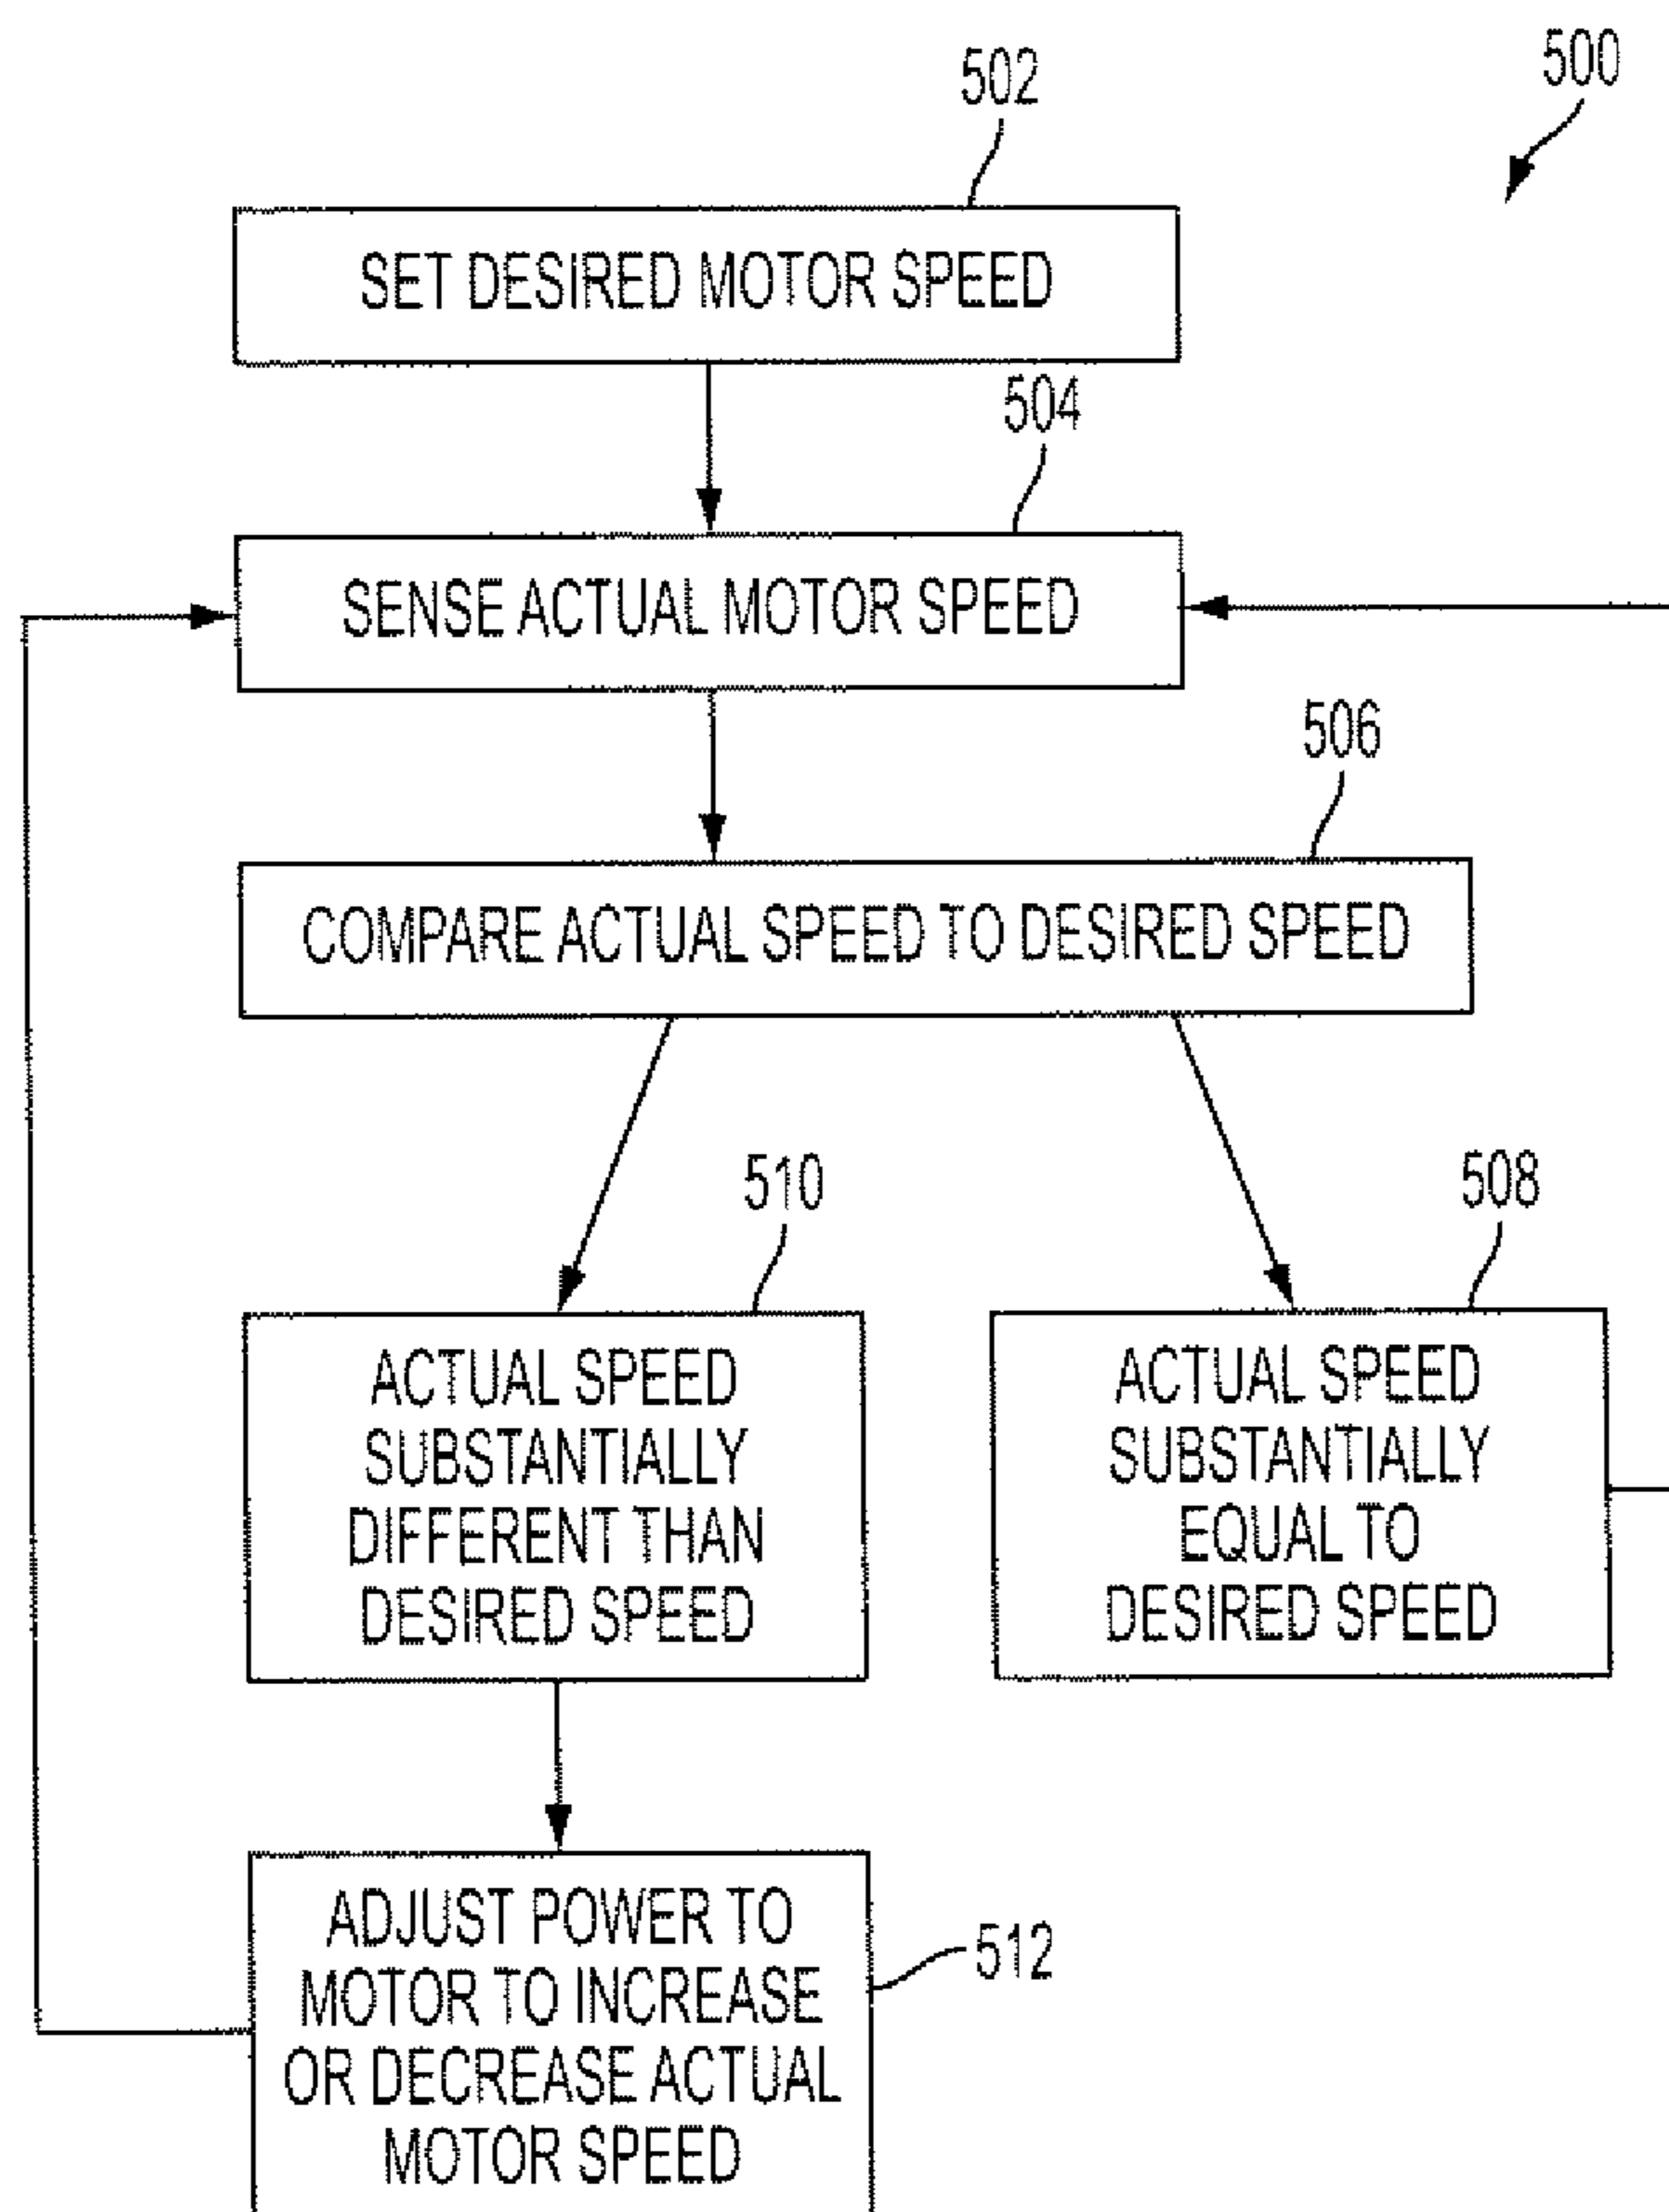 500
502
SET DESIRED MOTOR SPEED
504
SENSE ACTUAL MOTOR SPEED
506
COMPARE ACTUAL SPEED TO DESIRED SPEED
510
ACTUAL SPEED
SUBSTANTIALLY
DIFFERENT THAN
DESIRED SPEED
508
ACTUAL SPEED
SUBSTANTIALLY
EQUAL TO
DESIRED SPEED
ADJUST POWER TO
MOTOR TO INCREASE
OR DECREASE ACTUAL
MOTOR SPEED
512